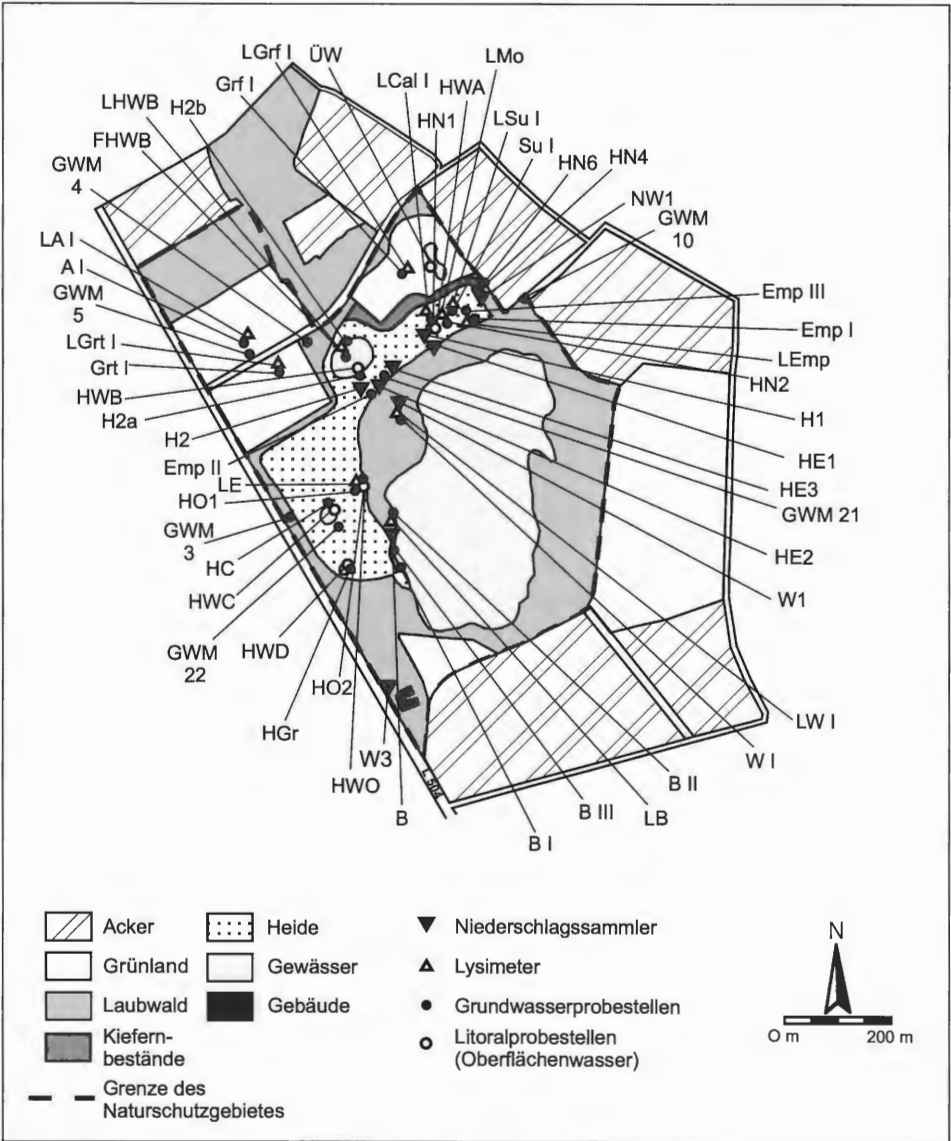 LGrf I
ÜW
Grf I
LCal I
LMo
HWA
LHWB
H2b
HN1
LSu I
FHWB
Su I
GWM
4
HN6
HN4
NW1
LA I
GWM
10
A I
GWM
5
Emp III
LGrt I
Emp I
Grt I
LEmp
HWB
HN2
H2a
H1
H2
HE1
Emp II
HE3
LE
GWM 21
HO1
HE2
GWM
3
W1
HC
HWC
GWM
22
HWD
LW I
HO2
W I
HGr
W3
B II
HWO
LB
B
B III
B I
L 504
Acker
Heide
Niederschlagssammler
Grünland
Gewässer
Lysimeter
Laubwald
Gebäude
Grundwasserprobestellen
Kiefern-
bestände
Litoralprobestellen
(Oberflächenwasser)
Grenze des
Naturschutzgebietes
N
O m
200 m